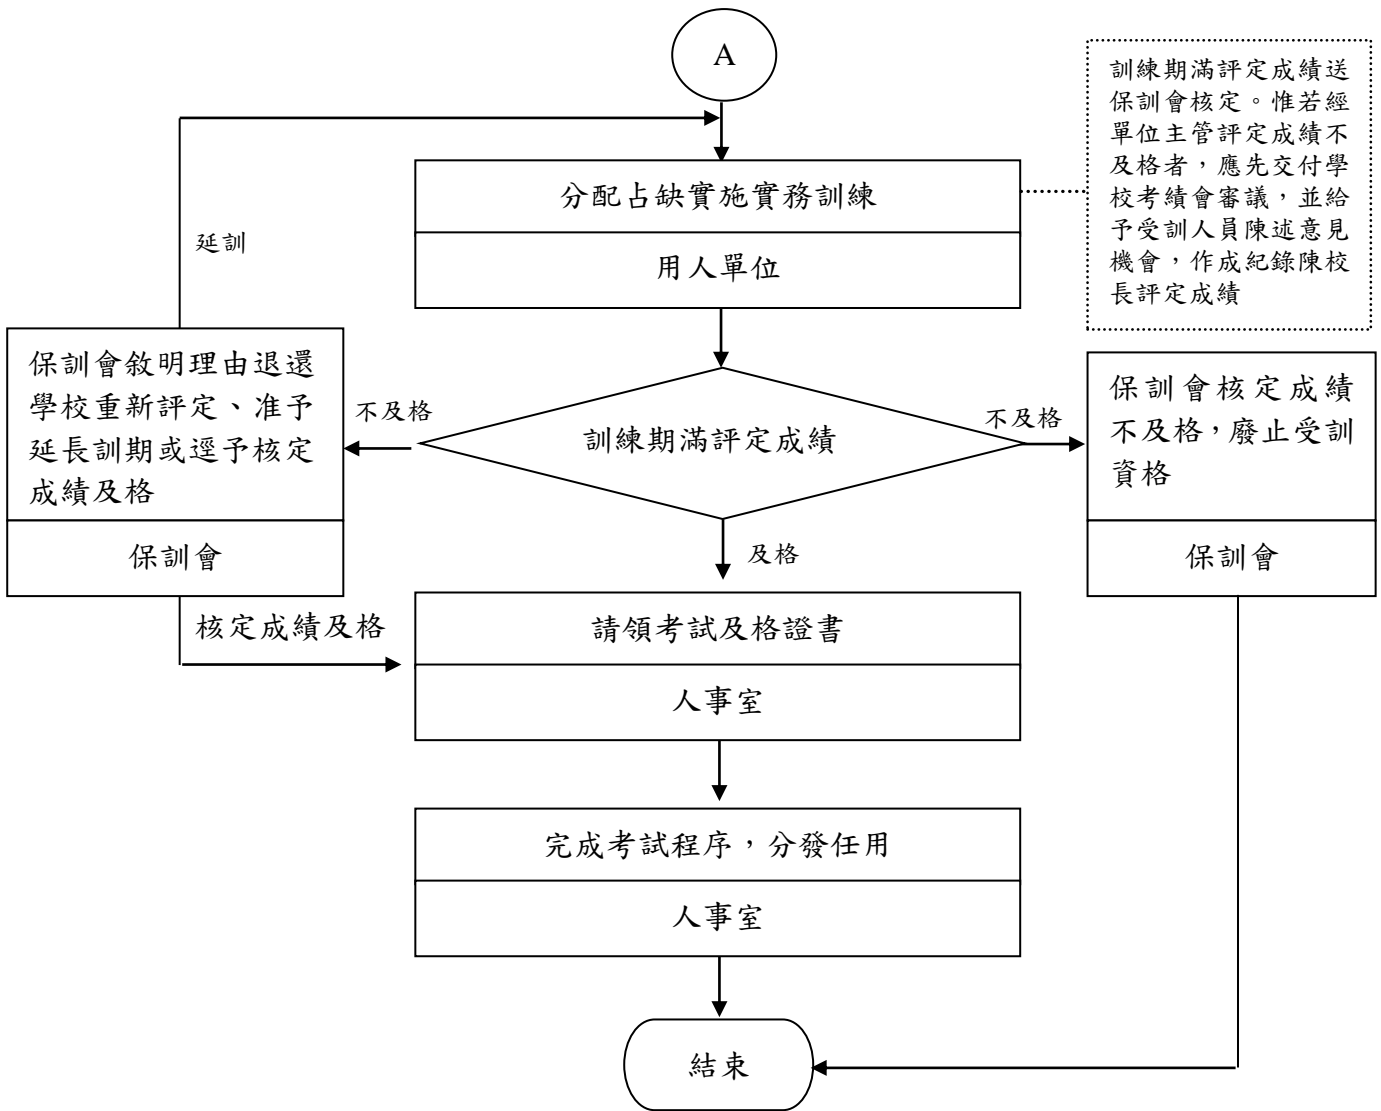 A
訓練期滿評定成績送
保訓會核定。惟若經
單位主管評定成績不
及格者，應先交付學
校考績會審議，並給
予受訓人員陳述意見
機會，作成紀錄陳校
長評定成績
分配占缺實施實務訓練
用人單位
延訓
保訓會敘明理由退還
學校重新評定、准予
延長訓期或逕予核定
成績及格
保訓會
不及格
訓練期滿評定成績
不及格
保訓會核定成績
不及格，廢止受訓
資格
保訓會
及格
核定成績及格
請領考試及格證書
人事室
完成考試程序，分發任用
人事室
結束